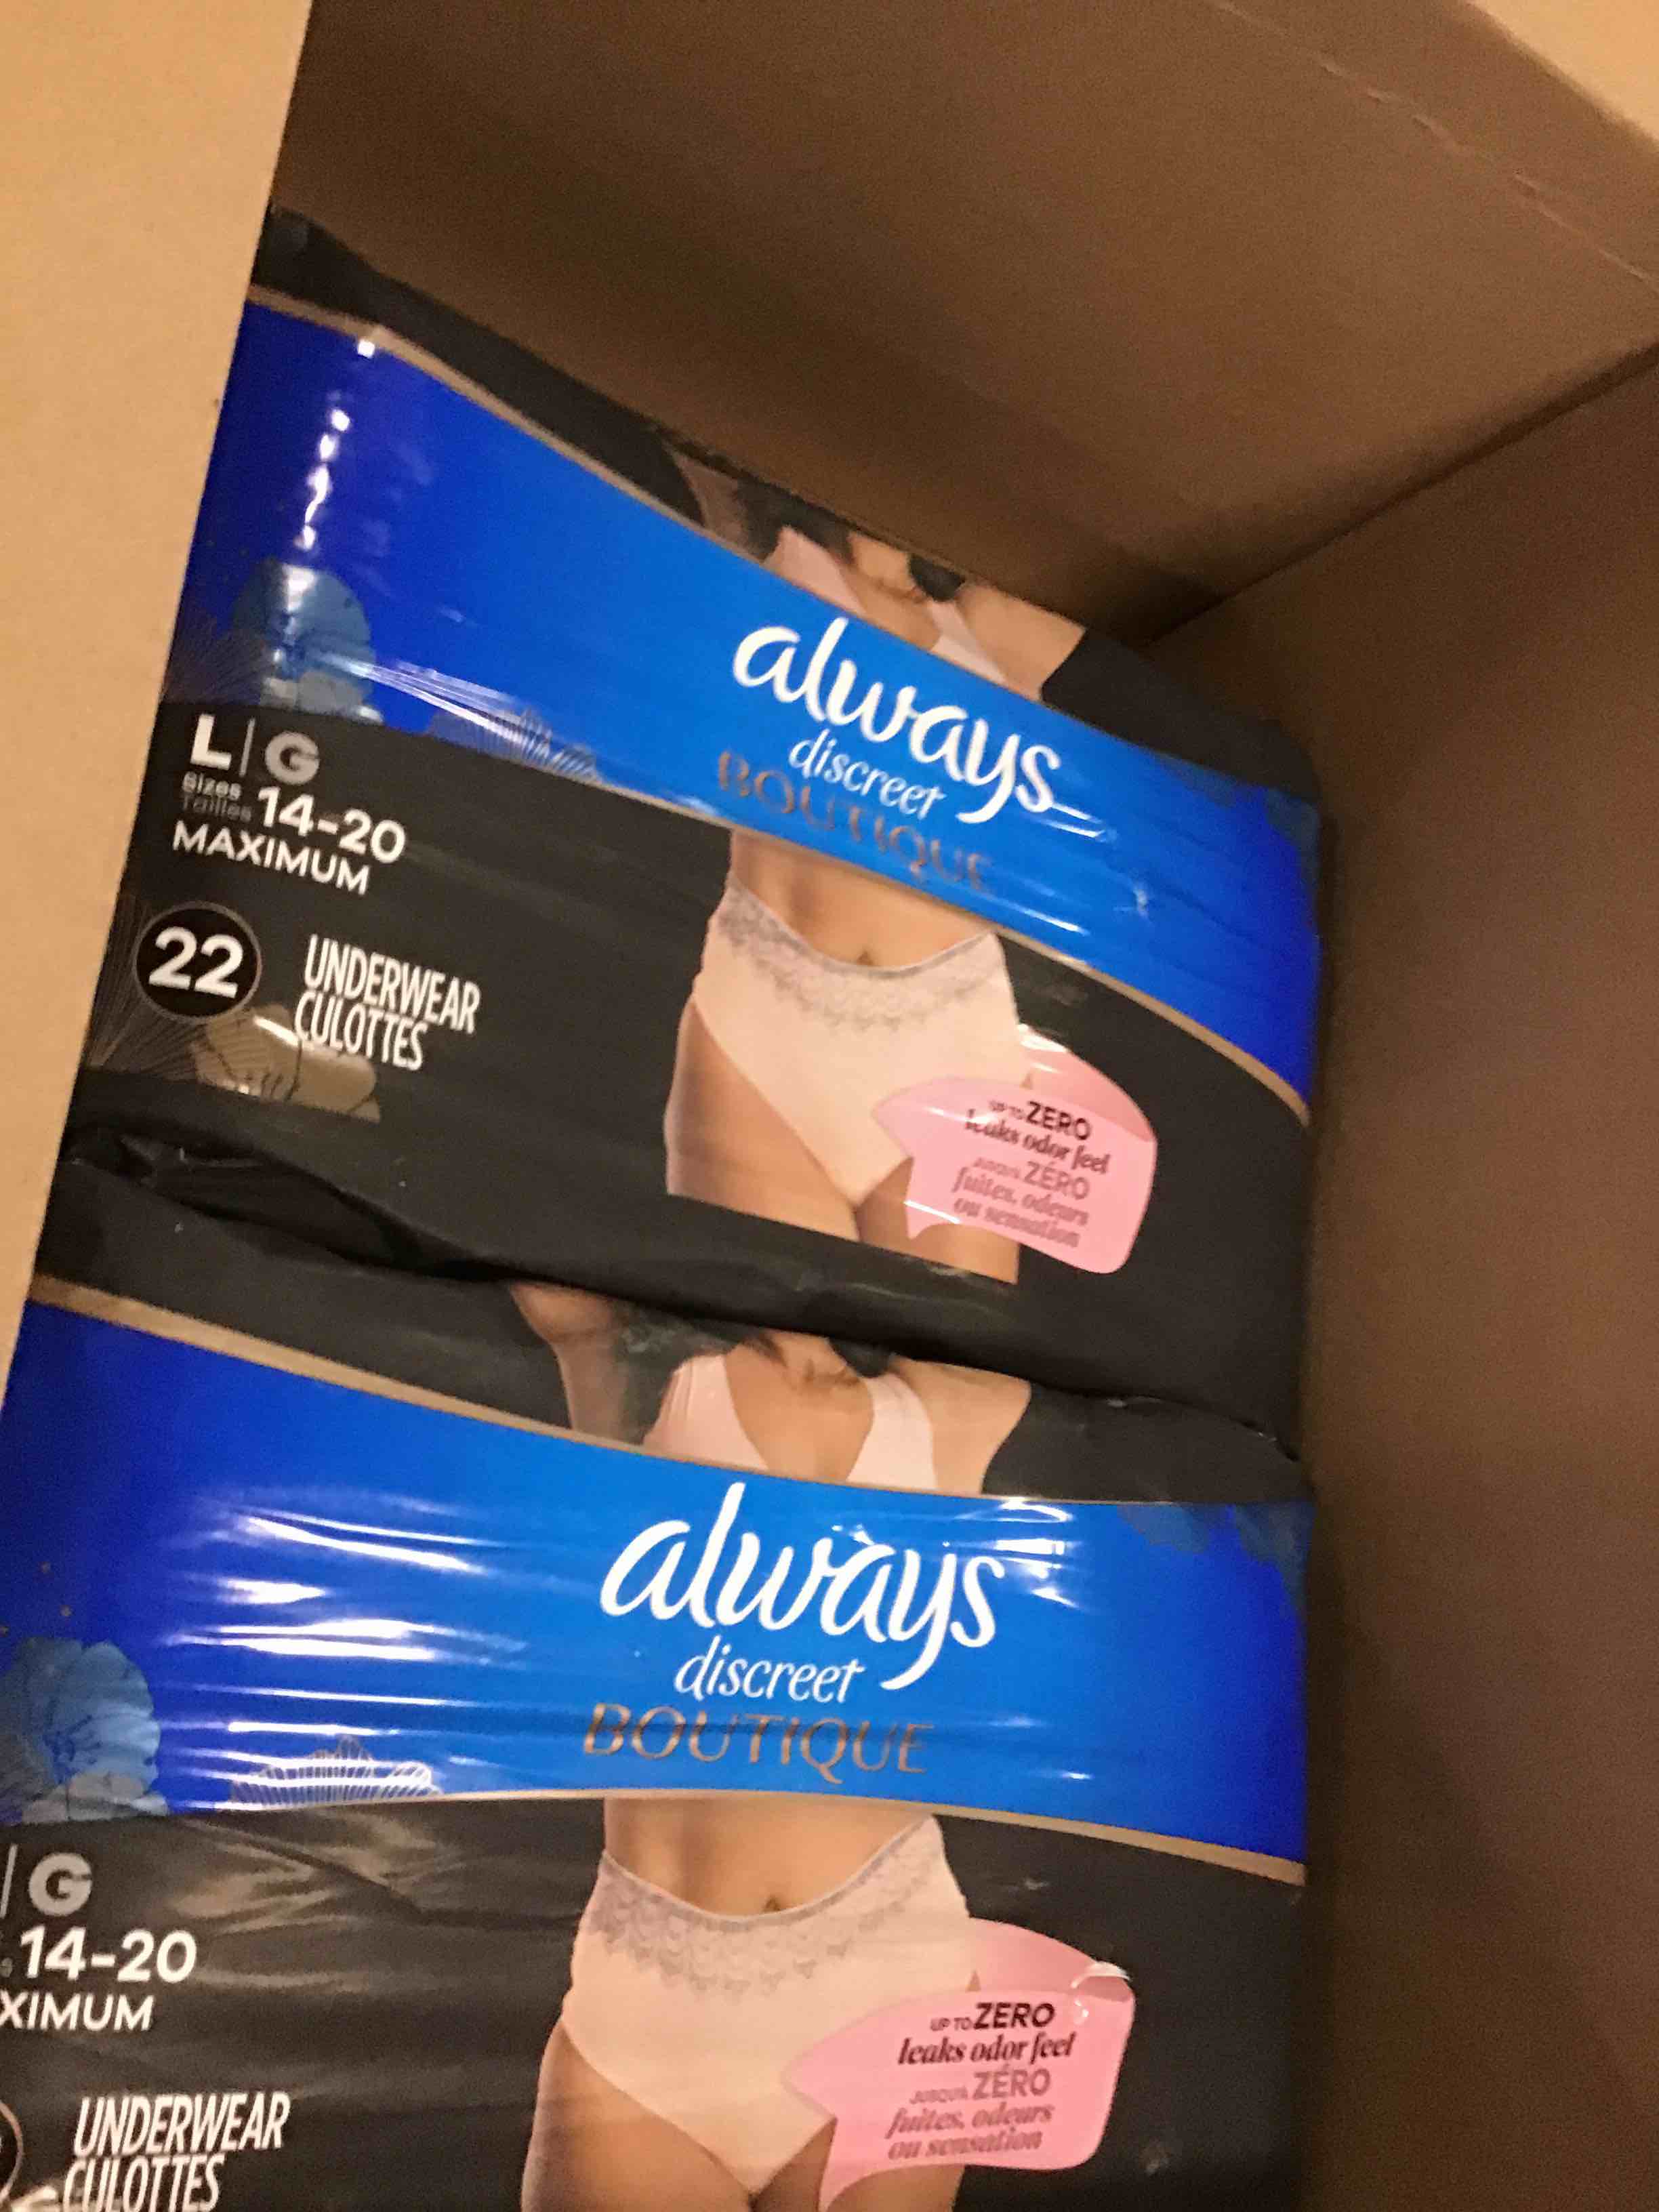 always
discreet
BOUTIQUE
L | G
Sizes
Tailles 14-20
MAXIMUM
22 UNDERWEAR
CULOTTES
UP TO ZERO
leaks odor feel
JUSQU'À ZÉRO
fuites, odeurs
ou sensation
always
discreet
BOUTIQUE
| G
14-20
XIMUM
UNDERWEAR
CULOTTES
UP TO ZERO
leaks odor feel
JUSQU'À ZÉRO
fuites, odeurs
ou sensation